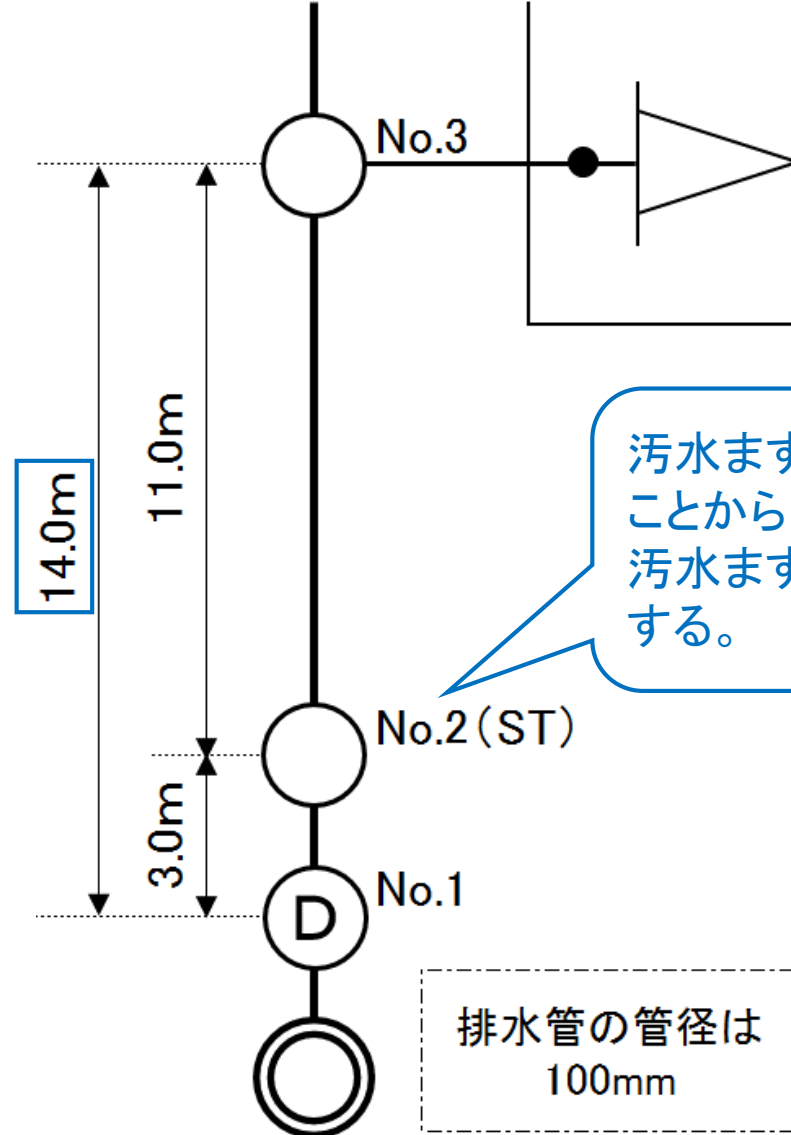 No.3
11.0m
14.0m
汚水ます
ことから
汚水ます
する。
No.2(ST)
3.0m
No.1
D
排水管の管径は
100mm